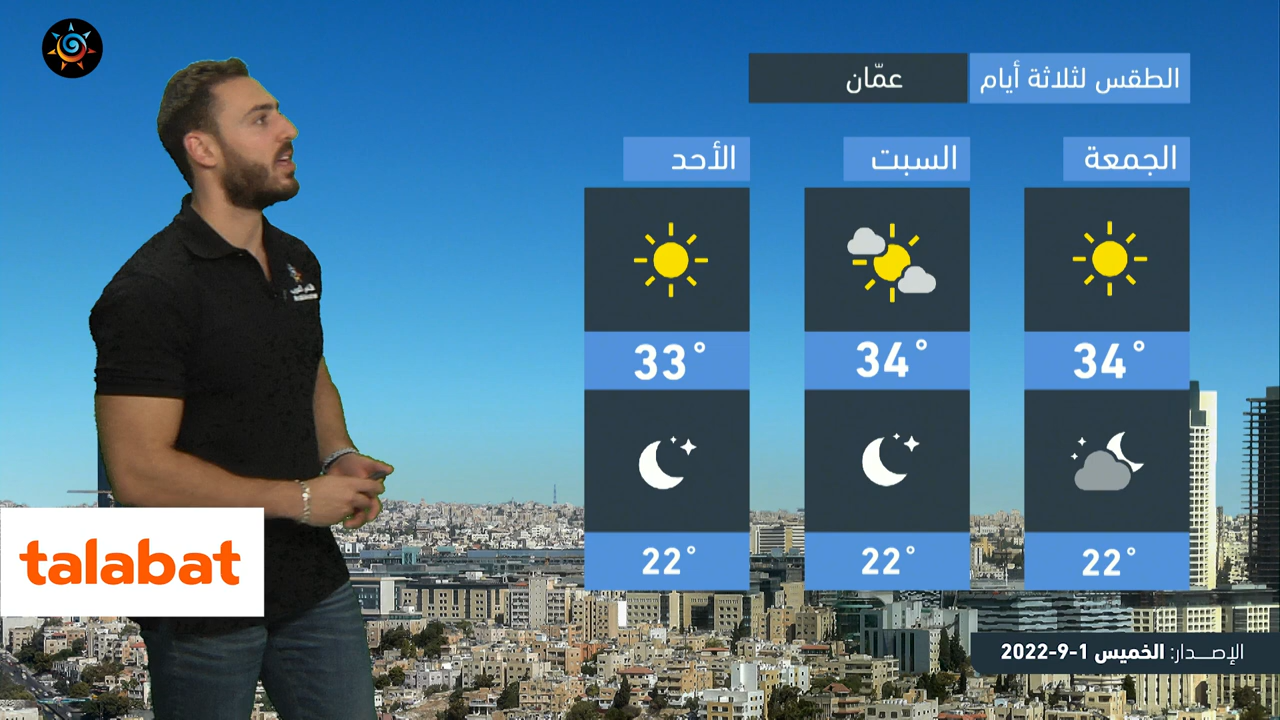 الطقس لثلاثة أيام
عمّان
الجمعة
السبت
الأحد
34°
34°
33°
22°
22°
22°
talabat
الإصـــدار: الخميس 1-9-2022